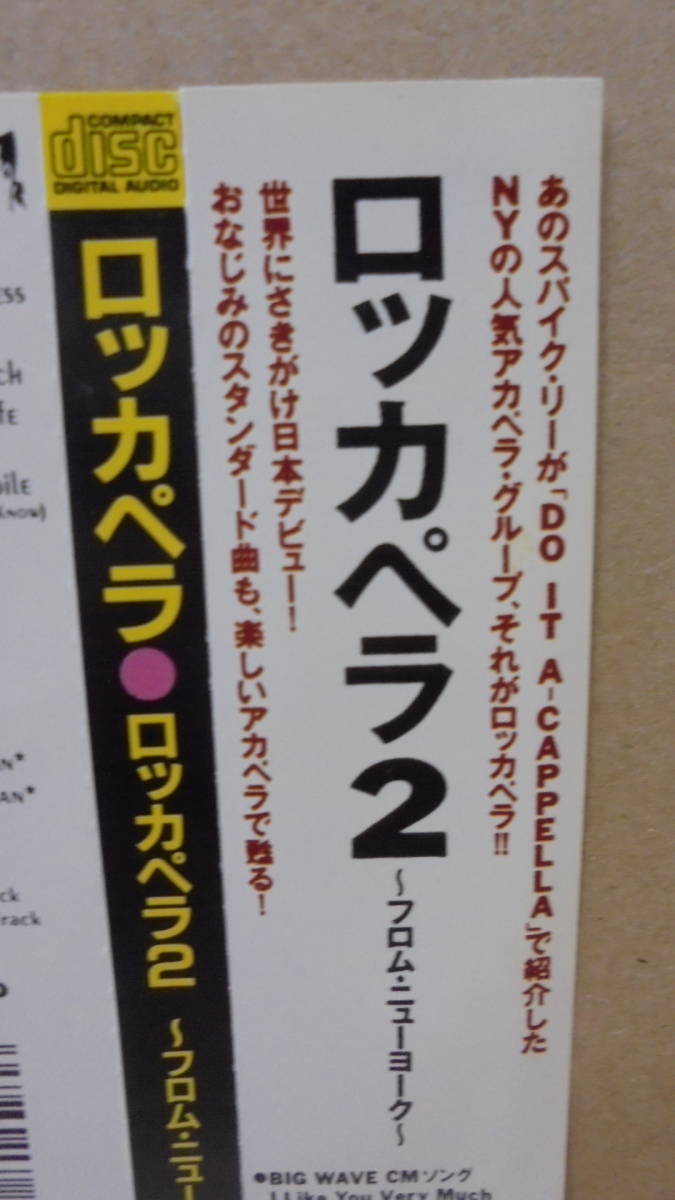 あのスパイク・リーが「DO IT A-CAPPELLA」で紹介した
NYの人気アカペラ・グループ、それがロッカペラ!!
ロッカペラ2
〜フロム・ニューヨーク〜
世界にさきがけ日本デビュー!
おなじみのスタンダード曲も、楽しいアカペラで甦る!
●BIG WAVE CMソング
I Like You Very Much
COMPACT
disc
DIGITAL AUDIO
ロッカペラ●ロッカペラ2 〜フロム・ニュー